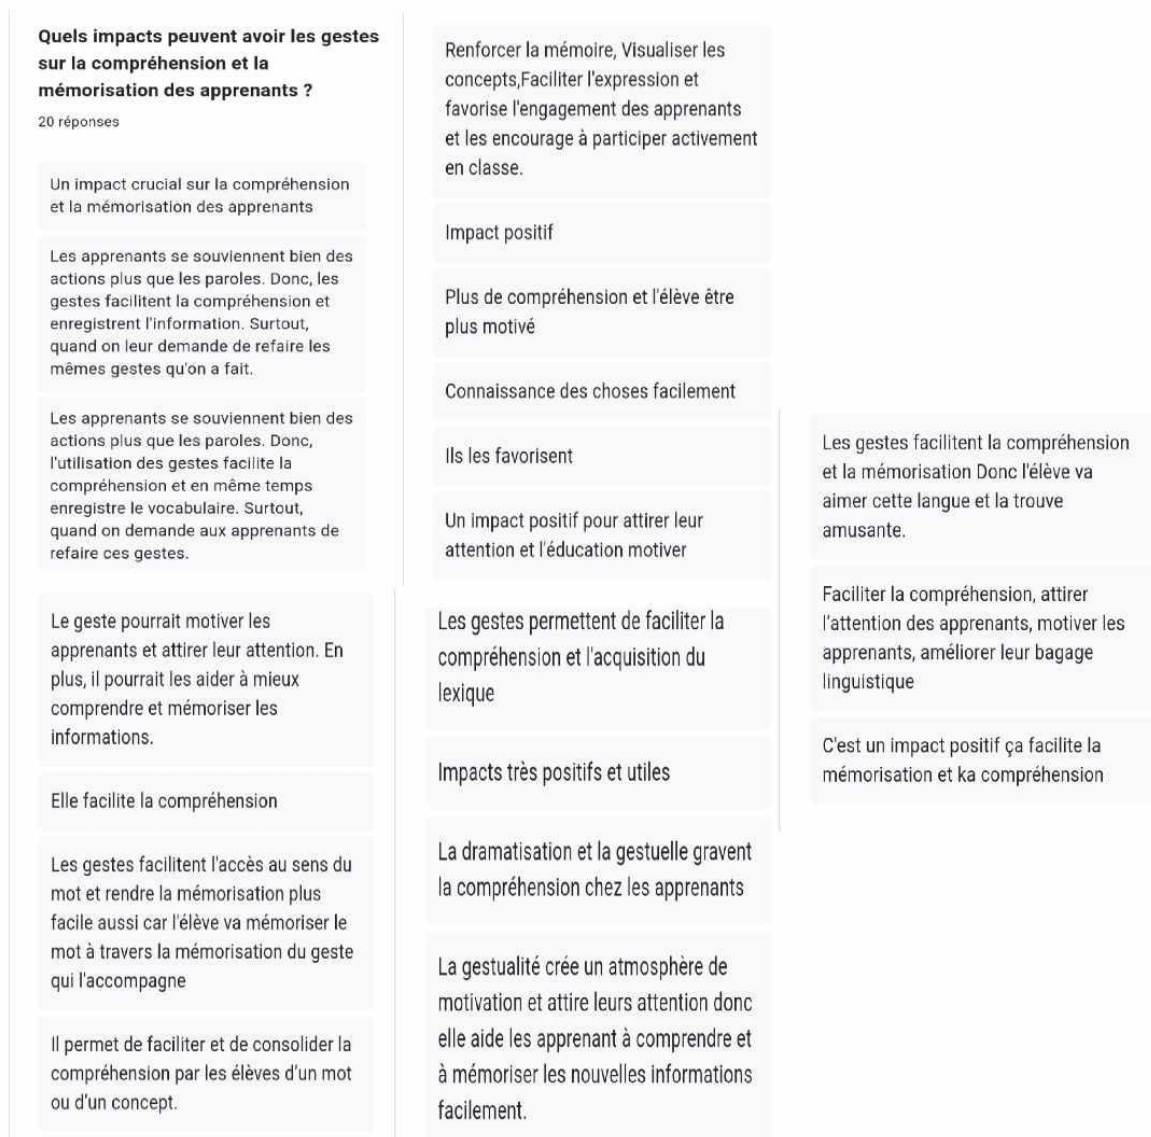 Quels impacts peuvent avoir les gestes
sur la compréhension et la
mémorisation des apprenants ?
20 réponses
Un impact crucial sur la compréhension
et la mémorisation des apprenants
Les apprenants se souviennent bien des
actions plus que les paroles. Donc, les
gestes facilitent la compréhension et
enregistrent l'information. Surtout,
quand on leur demande de refaire les
mêmes gestes qu'on a fait.
Les apprenants se souviennent bien des
actions plus que les paroles. Donc,
l'utilisation des gestes facilite la
compréhension et en même temps
enregistre le vocabulaire. Surtout,
quand on demande aux apprenants de
refaire ces gestes.
Le geste pourrait motiver les
apprenants et attirer leur attention. En
plus, il pourrait les aider à mieux
comprendre et mémoriser les
informations.
Elle facilite la compréhension
Les gestes facilitent l'accès au sens du
mot et rendre la mémorisation plus
facile aussi car l'élève va mémoriser le
mot à travers la mémorisation du geste
qui l'accompagne
Il permet de faciliter et de consolider la
compréhension par les élèves d'un mot
ou d'un concept.
Renforcer la mémoire, Visualiser les
concepts,Faciliter l'expression et
favorise l'engagement des apprenants
et les encourage à participer activement
en classe.
Impact positif
Plus de compréhension et l'élève être
plus motivé
Connaissance des choses facilement
Ils les favorisent
Un impact positif pour attirer leur
attention et l'éducation motiver
Les gestes permettent de faciliter la
compréhension et l'acquisition du
lexique
Impacts très positifs et utiles
La dramatisation et la gestuelle gravent
la compréhension chez les apprenants
La gestualité crée un atmosphère de
motivation et attire leurs attention donc
elle aide les apprenant à comprendre et
à mémoriser les nouvelles informations
facilement.
Les gestes facilitent la compréhension
et la mémorisation Donc l'élève va
aimer cette langue et la trouve
amusante.
Faciliter la compréhension, attirer
l'attention des apprenants, motiver les
apprenants, améliorer leur bagage
linguistique
C'est un impact positif ça facilite la
mémorisation et ka compréhension